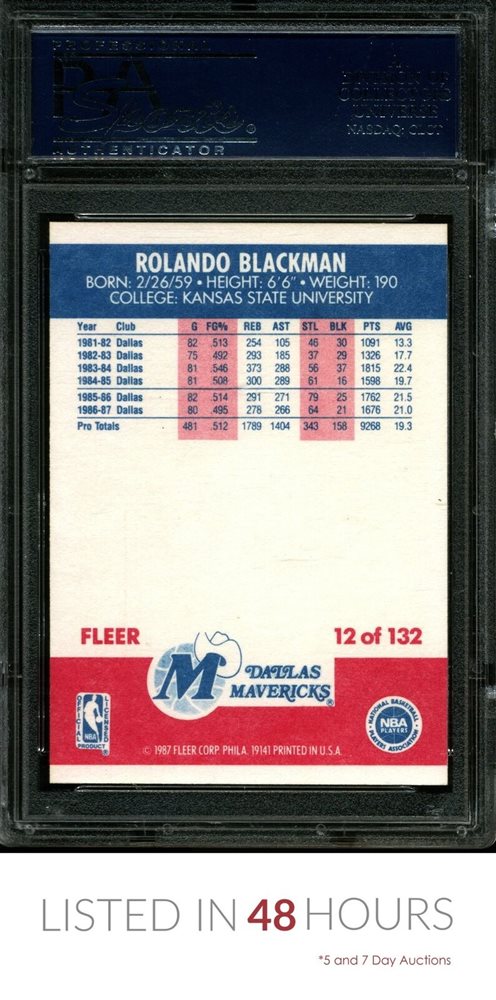 PROFESSIONAL
PSA
Sports®
AUTHENTICATOR
A
DIVISION OF
COLLECTORS
UNIVERSE
NASDAQ: CLCT
ROLANDO BLACKMAN
BORN: 2/26/59 • HEIGHT: 6'6" • WEIGHT: 190
COLLEGE: KANSAS STATE UNIVERSITY
Year Club G FG% REB AST STL BLK PTS AVG
1981-82 Dallas 82 .513 254 105 46 30 1091 13.3
1982-83 Dallas 75 .492 293 185 37 29 1326 17.7
1983-84 Dallas 81 .546 373 288 56 37 1815 22.4
1984-85 Dallas 81 .508 300 289 61 16 1598 19.7
1985-86 Dallas 82 .514 291 271 79 25 1762 21.5
1986-87 Dallas 80 .495 278 266 64 21 1676 21.0
Pro Totals 481 .512 1789 1404 343 158 9268 19.3
FLEER 12 of 132
M DALLAS
MAVERICKS®
OFFICIAL LICENSED NBA PRODUCT
NATIONAL BASKETBALL PLAYERS ASSOCIATION NBA PLAYERS
© 1987 FLEER CORP. PHILA. 19141 PRINTED IN U.S.A.
LISTED IN 48 HOURS
*5 and 7 Day Auctions